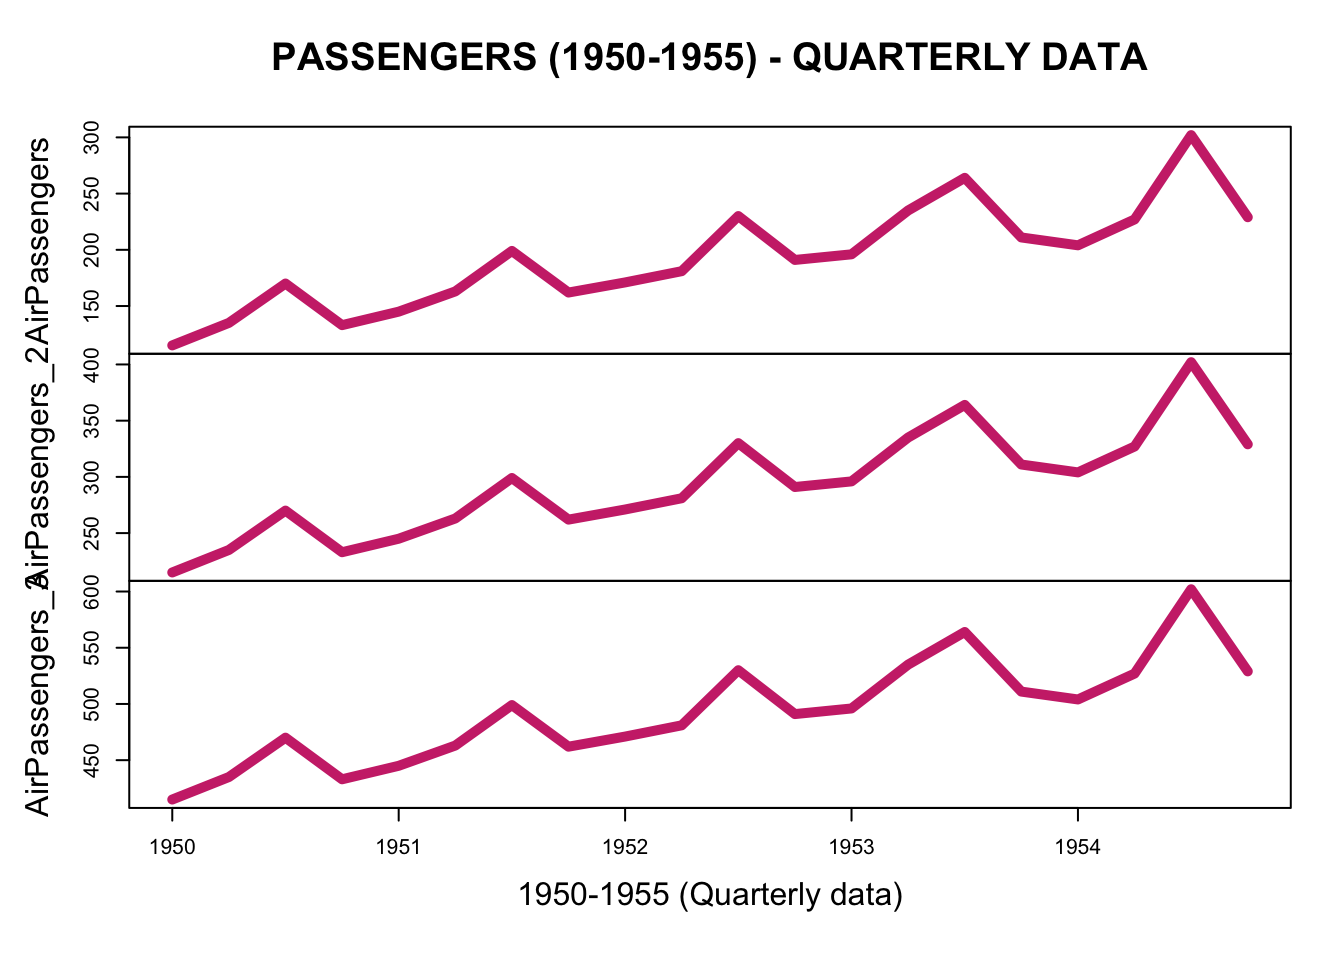 PASSENGERS (1950-1955) - QUARTERLY DATA
AirPassengers
300
250
200
150
AirPassengers_2
400
350
300
250
AirPassengers_3
600
550
500
450
1950 1951 1952 1953 1954
1950-1955 (Quarterly data)